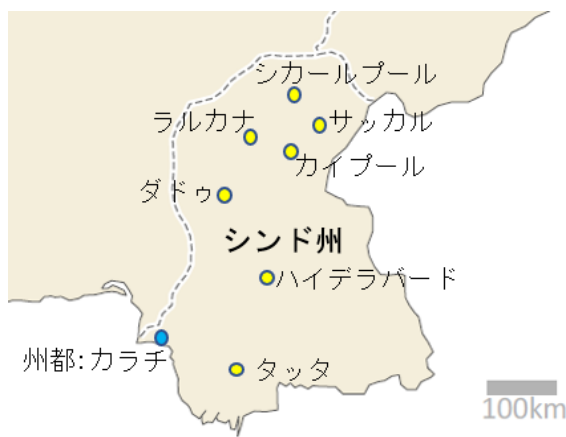 シカールプール
ラルカナ
サッカル
カイプール
ダドゥ
シンド州
ハイデラバード
州都:カラチ
タッタ
100km